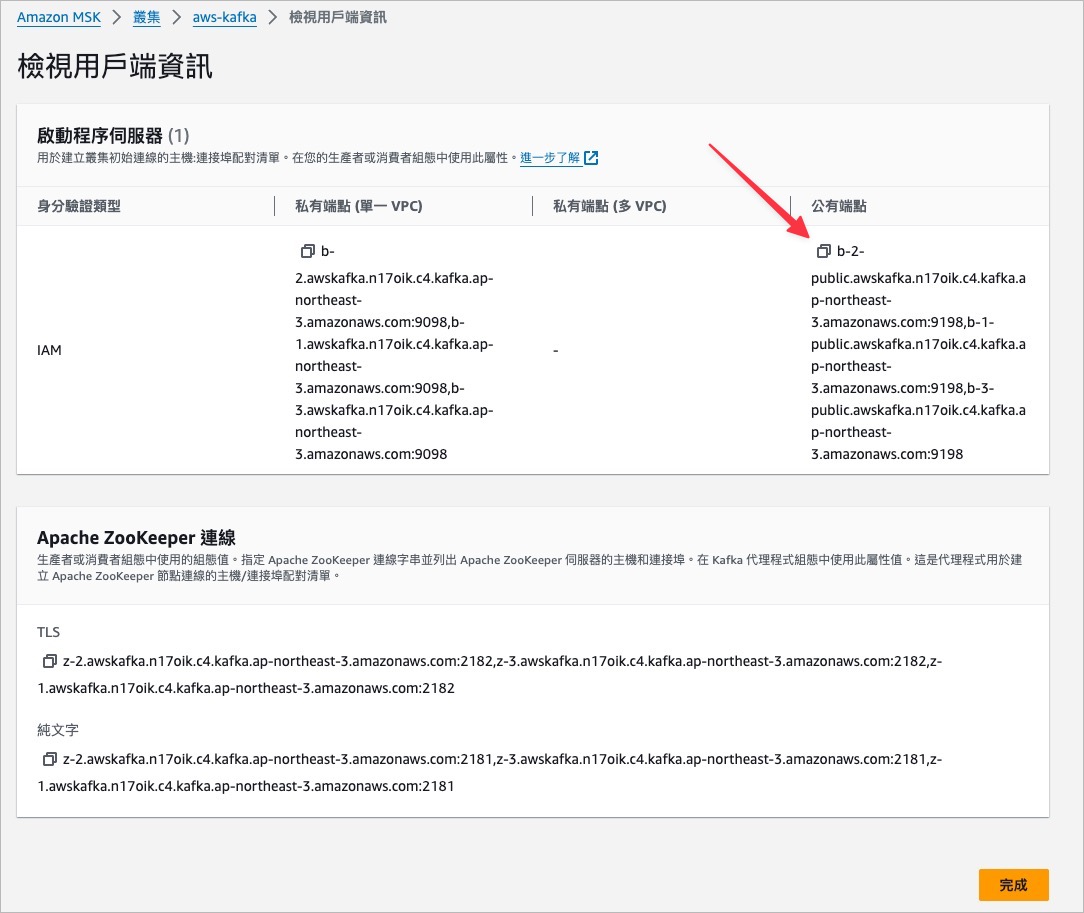 Amazon MSK > 叢集 > aws-kafka > 檢視用戶端資訊
檢視用戶端資訊
啟動程序伺服器 (1)
用於建立叢集初始連線的主機:連接埠配對清單。在您的生產者或消費者組態中使用此屬性。進一步了解
身分驗證類型
私有端點 (單一 VPC)
私有端點 (多 VPC)
公有端點
IAM
b-
2.awskafka.n17oik.c4.kafka.ap-
northeast-
3.amazonaws.com:9098,b-
1.awskafka.n17oik.c4.kafka.ap-
northeast-
3.amazonaws.com:9098,b-
3.awskafka.n17oik.c4.kafka.ap-
northeast-
3.amazonaws.com:9098
-
b-2-
public.awskafka.n17oik.c4.kafka.a
p-northeast-
3.amazonaws.com:9198,b-1-
public.awskafka.n17oik.c4.kafka.a
p-northeast-
3.amazonaws.com:9198,b-3-
public.awskafka.n17oik.c4.kafka.a
p-northeast-
3.amazonaws.com:9198
Apache ZooKeeper 連線
生產者或消費者組態中使用的組態值。指定 Apache ZooKeeper 連線字串並列出 Apache ZooKeeper 伺服器的主機和連接埠。在 Kafka 代理程式組態中使用此屬性值。這是代理程式用於建
立 Apache ZooKeeper 節點連線的主機/連接埠配對清單。
TLS
z-2.awskafka.n17oik.c4.kafka.ap-northeast-3.amazonaws.com:2182,z-3.awskafka.n17oik.c4.kafka.ap-northeast-3.amazonaws.com:2182,z-
1.awskafka.n17oik.c4.kafka.ap-northeast-3.amazonaws.com:2182
純文字
z-2.awskafka.n17oik.c4.kafka.ap-northeast-3.amazonaws.com:2181,z-3.awskafka.n17oik.c4.kafka.ap-northeast-3.amazonaws.com:2181,z-
1.awskafka.n17oik.c4.kafka.ap-northeast-3.amazonaws.com:2181
完成